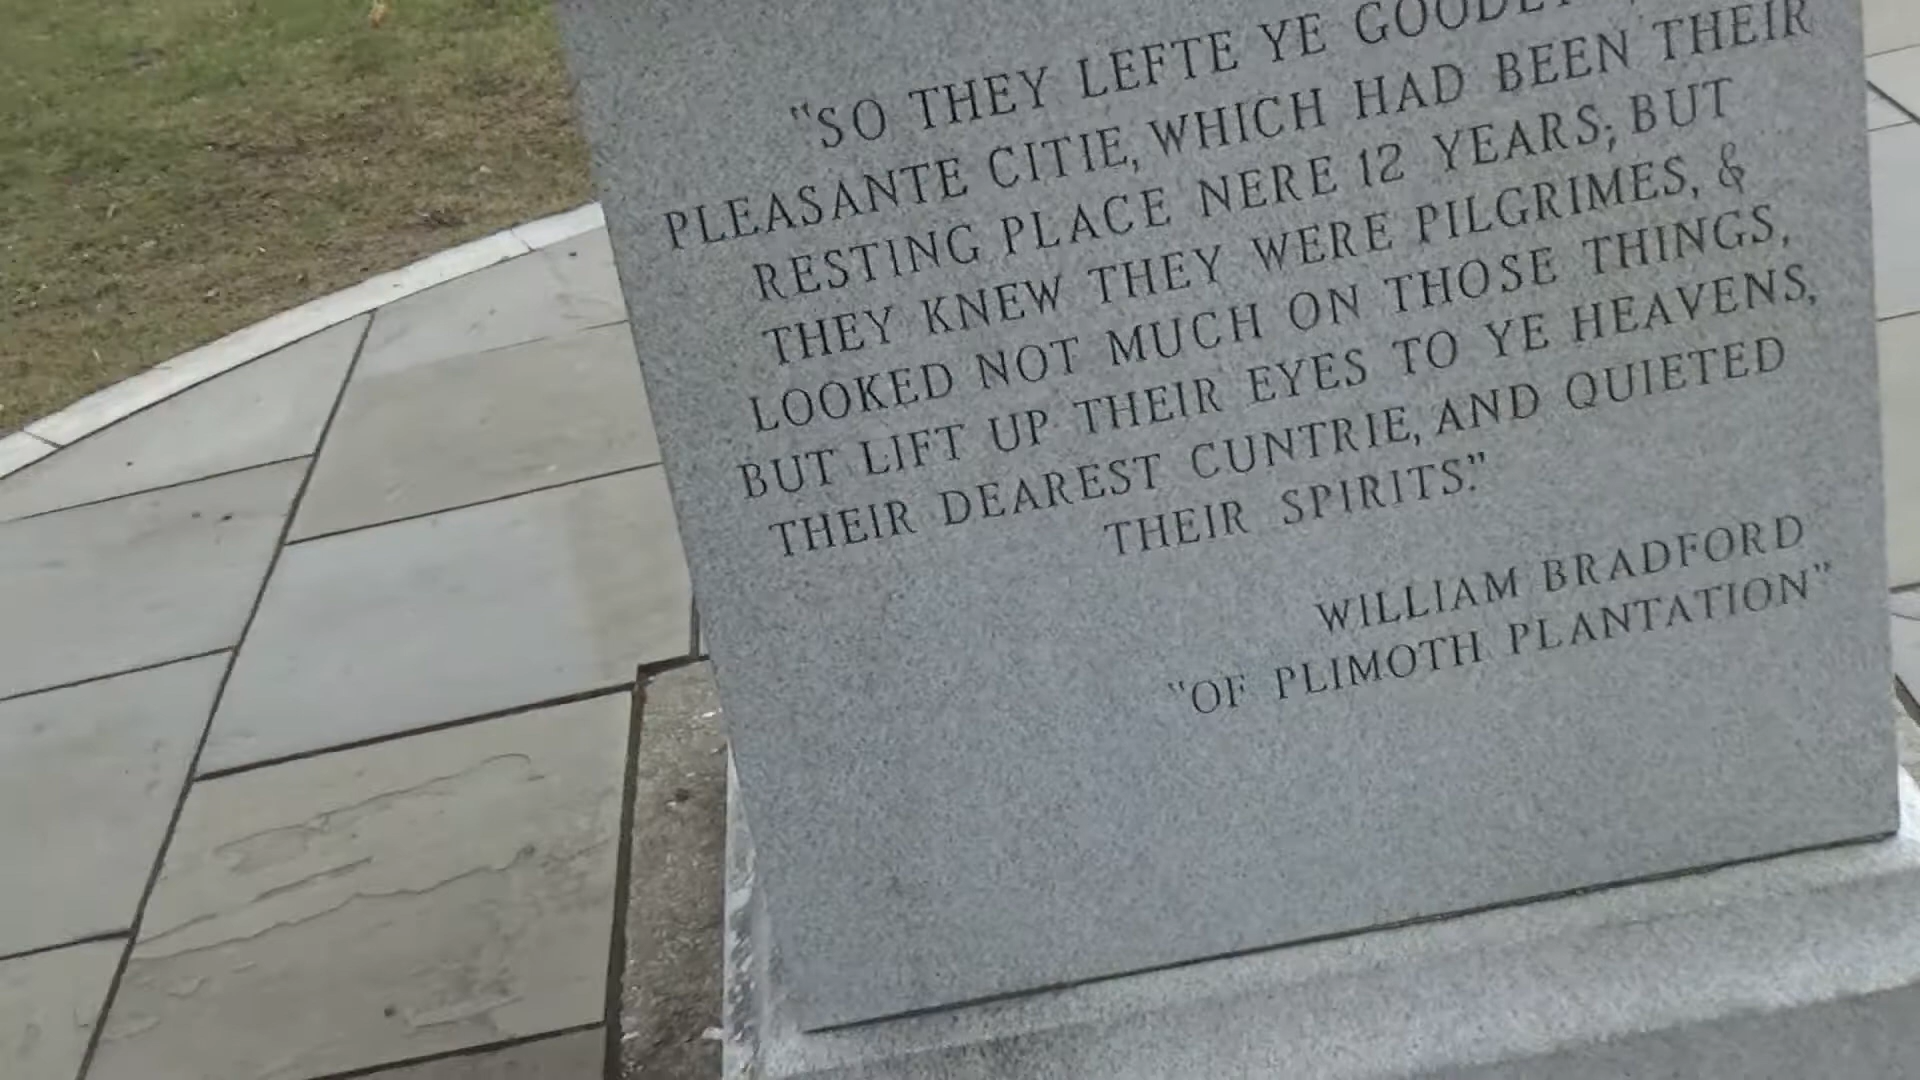 "SO THEY LEFTE YE
PLEASANTE CITIE, WHICH HAD BEEN THEIR
RESTING PLACE NERE 12 YEARS; BUT
THEY KNEW THEY WERE PILGRIMES, &
LOOKED NOT MUCH ON THOSE THINGS,
BUT LIFT UP THEIR EYES TO YE HEAVENS,
THEIR DEAREST CUNTRIE, AND QUIETED
THEIR SPIRITS."
WILLIAM BRADFORD
"OF PLIMOTH PLANTATION"